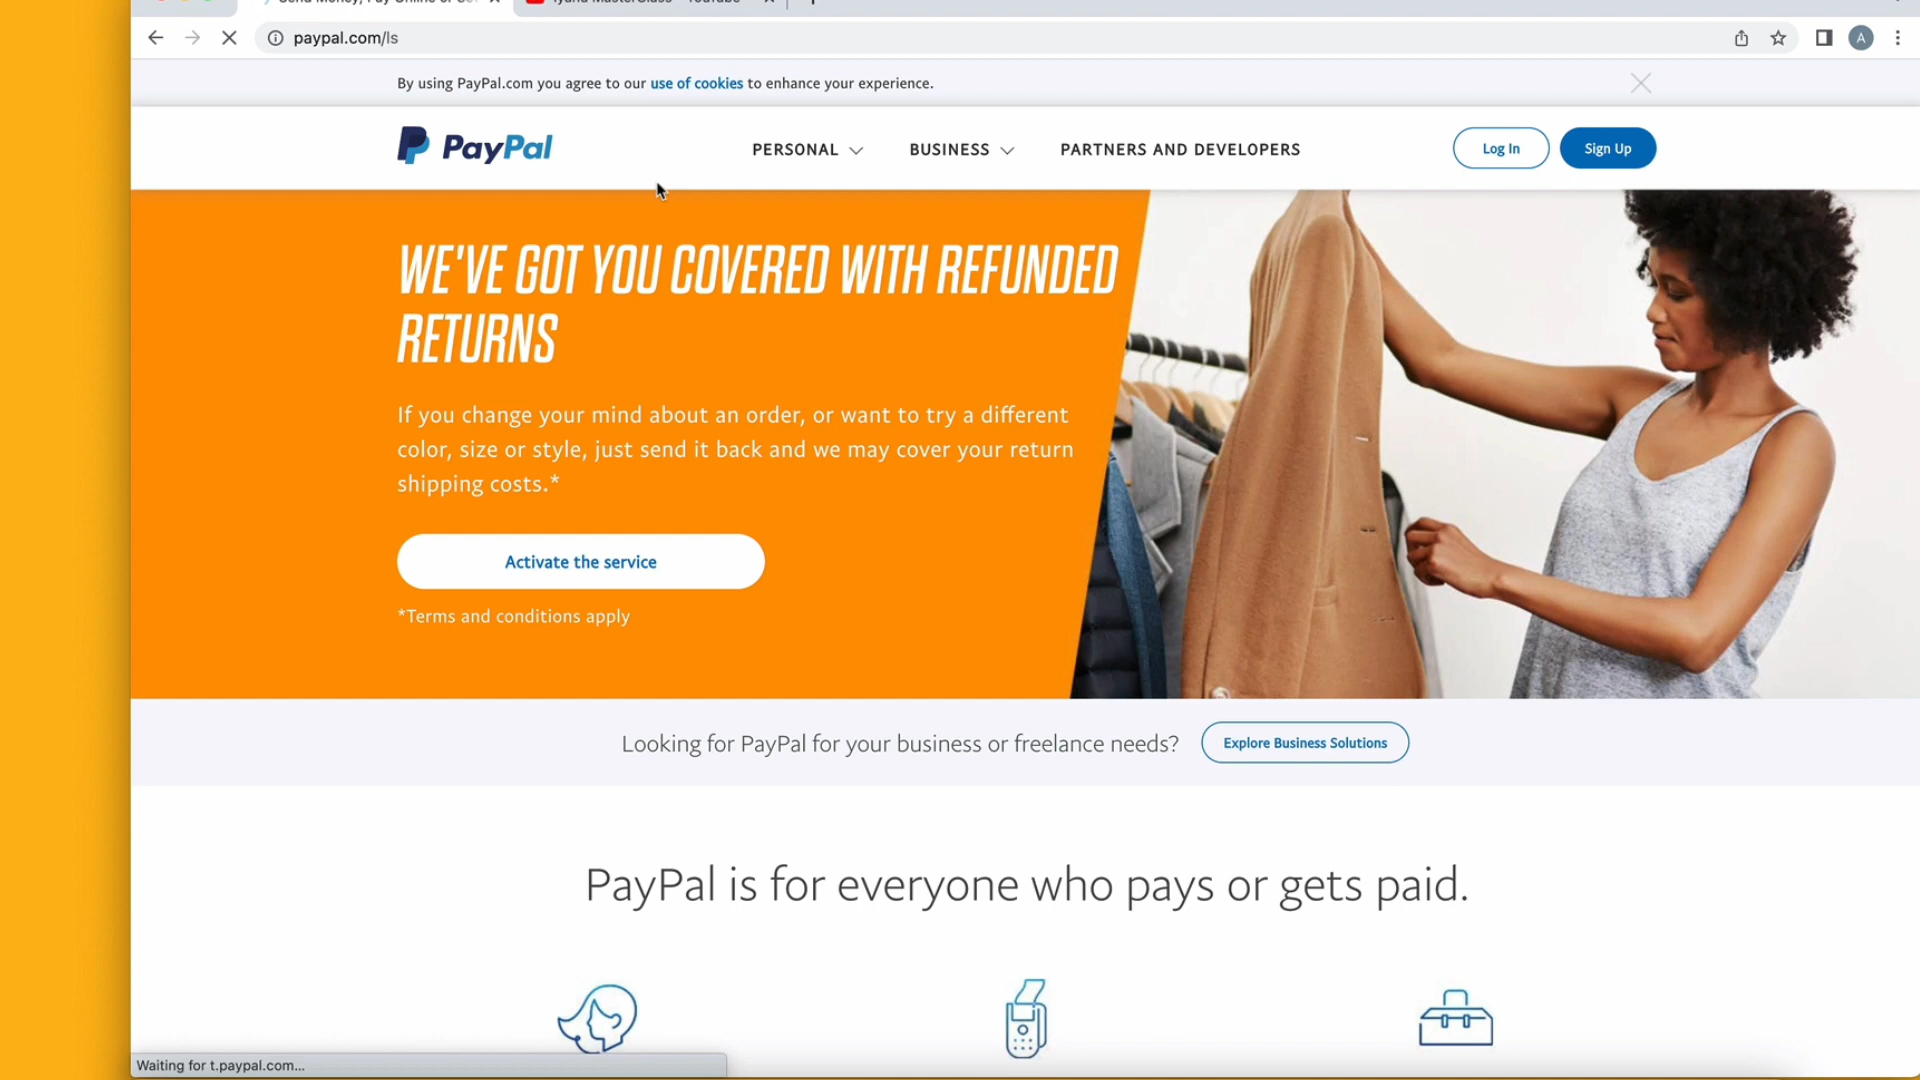 paypal.com/ls
A
By using PayPal.com you agree to our use of cookies to enhance your experience.
PayPal
PERSONAL
BUSINESS
PARTNERS AND DEVELOPERS
Log In
Sign Up
WE'VE GOT YOU COVERED WITH REFUNDED
RETURNS
If you change your mind about an order, or want to try a different
color, size or style, just send it back and we may cover your return
shipping costs.*
Activate the service
*Terms and conditions apply
Looking for PayPal for your business or freelance needs?
Explore Business Solutions
PayPal is for everyone who pays or gets paid.
Waiting for t.paypal.com...